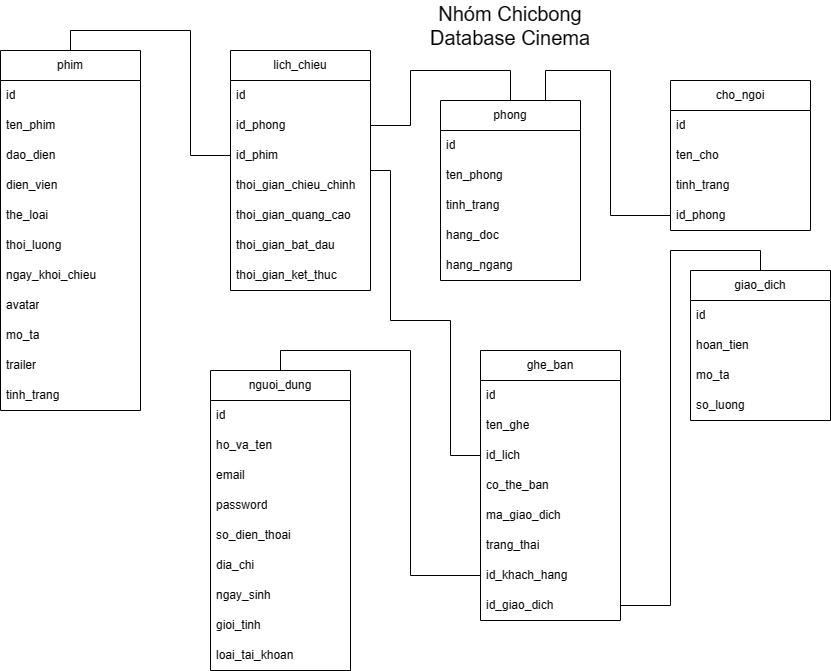 Nhóm Chicbong
Database Cinema
phim
id
ten_phim
dao_dien
dien_vien
the_loai
thoi_luong
ngay_khoi_chieu
avatar
mo_ta
trailer
tinh_trang
lich_chieu
id
id_phong
id_phim
thoi_gian_chieu_chinh
thoi_gian_quang_cao
thoi_gian_bat_dau
thoi_gian_ket_thuc
phong
id
ten_phong
tinh_trang
hang_doc
hang_ngang
cho_ngoi
id
ten_cho
tinh_trang
id_phong
giao_dich
id
hoan_tien
mo_ta
so_luong
nguoi_dung
id
ho_va_ten
email
password
so_dien_thoai
dia_chi
ngay_sinh
gioi_tinh
loai_tai_khoan
ghe_ban
id
ten_ghe
id_lich
co_the_ban
ma_giao_dich
trang_thai
id_khach_hang
id_giao_dich